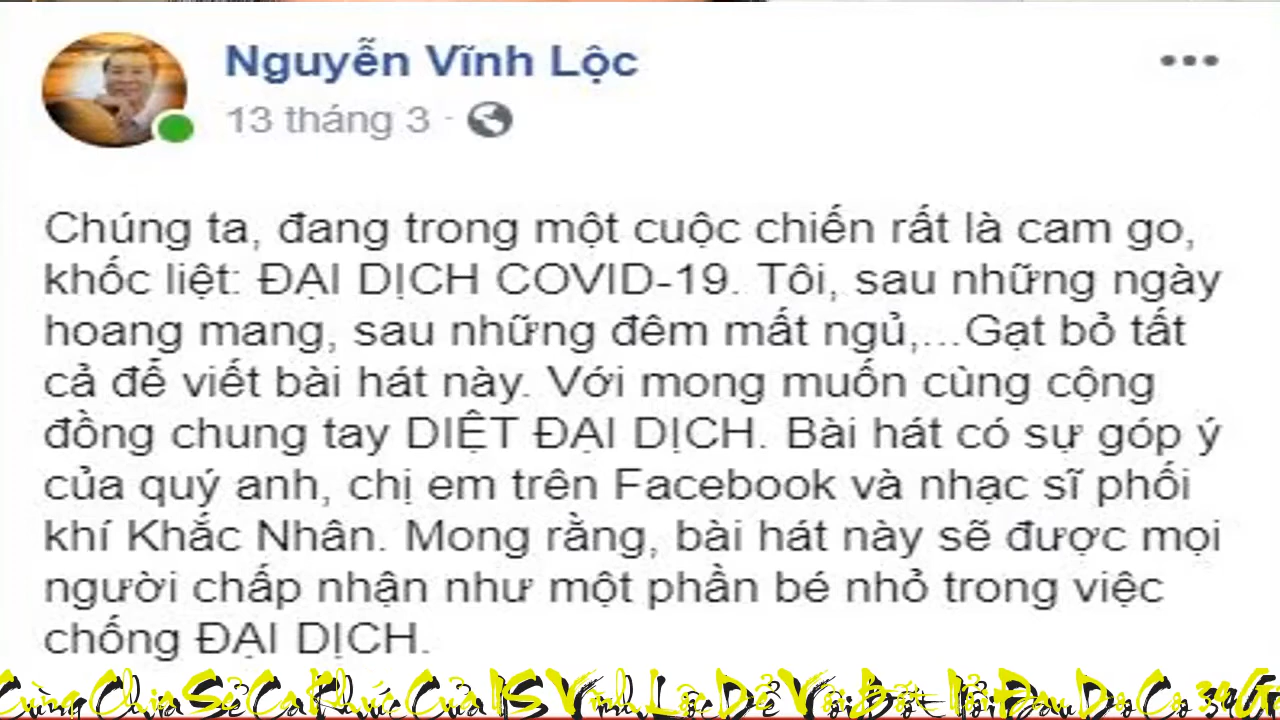 Nguyễn Vĩnh Lộc
13 tháng 3 ·
Chúng ta, đang trong một cuộc chiến rất là cam go,
khốc liệt: ĐẠI DỊCH COVID-19. Tôi, sau những ngày
hoang mang, sau những đêm mất ngủ,...Gạt bỏ tất
cả để viết bài hát này. Với mong muốn cùng cộng
đồng chung tay DIỆT ĐẠI DỊCH. Bài hát có sự góp ý
của quý anh, chị em trên Facebook và nhạc sĩ phối
khí Khắc Nhân. Mong rằng, bài hát này sẽ được mọi
người chấp nhận như một phần bé nhỏ trong việc
chống ĐẠI DỊCH.
Cùng Chia Sẻ Ca Khúc Của NS Vĩnh Lộc Để Vơi Bớt Nỗi Đau Do Co